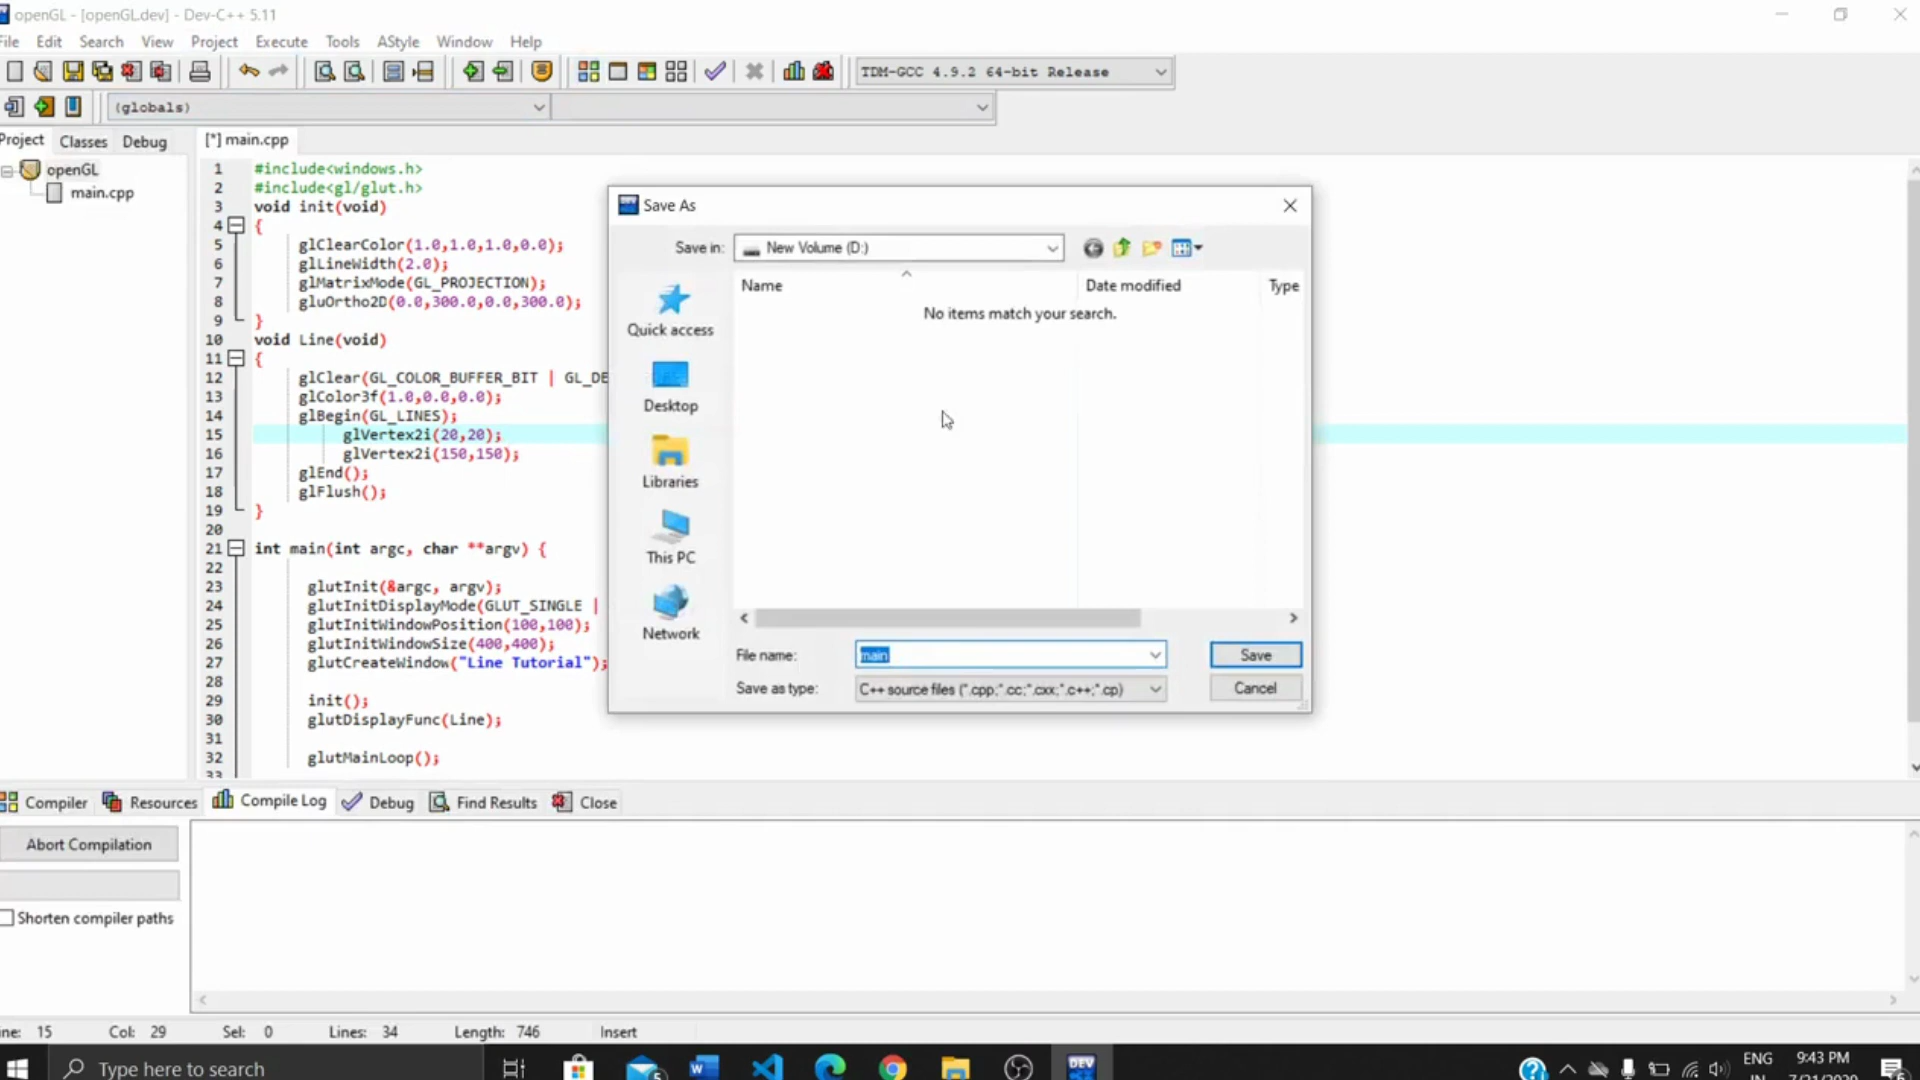 openGL - [openGL.dev] - Dev-C++ 5.11
File Edit Search View Project Execute Tools AStyle Window Help
TDM-GCC 4.9.2 64-bit Release
(globals)
Project Classes Debug
[*] main.cpp
openGL
main.cpp
1 #include<windows.h>
2 #include<gl/glut.h>
3 void init(void)
4 {
5 glClearColor(1.0,1.0,1.0,0.0);
6 glLineWidth(2.0);
7 glMatrixMode(GL_PROJECTION);
8 gluOrtho2D(0.0,300.0,0.0,300.0);
9 }
10 void Line(void)
11 {
12 glClear(GL_COLOR_BUFFER_BIT | GL_DE
13 glColor3f(1.0,0.0,0.0);
14 glBegin(GL_LINES);
15 glVertex2i(20,20);
16 glVertex2i(150,150);
17 glEnd();
18 glFlush();
19 }
20
21 int main(int argc, char **argv) {
22
23 glutInit(&argc, argv);
24 glutInitDisplayMode(GLUT_SINGLE |
25 glutInitWindowPosition(100,100);
26 glutInitWindowSize(400,400);
27 glutCreateWindow("Line Tutorial");
28
29 init();
30 glutDisplayFunc(Line);
31
32 glutMainLoop();
33
Save As
Save in: New Volume (D:)
Name Date modified Type
No items match your search.
Quick access
Desktop
Libraries
This PC
Network
File name: main Save
Save as type: C++ source files (*.cpp;*.cc;*.cxx;*.c++;*.cp) Cancel
Compiler Resources Compile Log Debug Find Results Close
Abort Compilation
Shorten compiler paths
ine: 15 Col: 29 Sel: 0 Lines: 34 Length: 746 Insert
Type here to search
5
W
DEV
ENG
IN
9:43 PM
7/21/2020
6